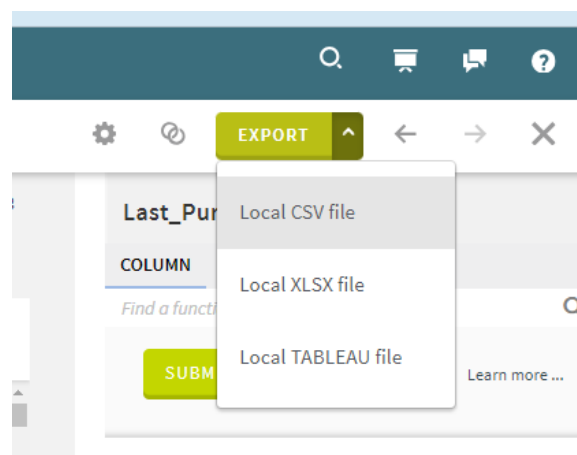 EXPORT
Last_Pur
Local CSV file
COLUMN
Local XLSX file
Find a functi
SUBM
Local TABLEAU file
Learn more ...